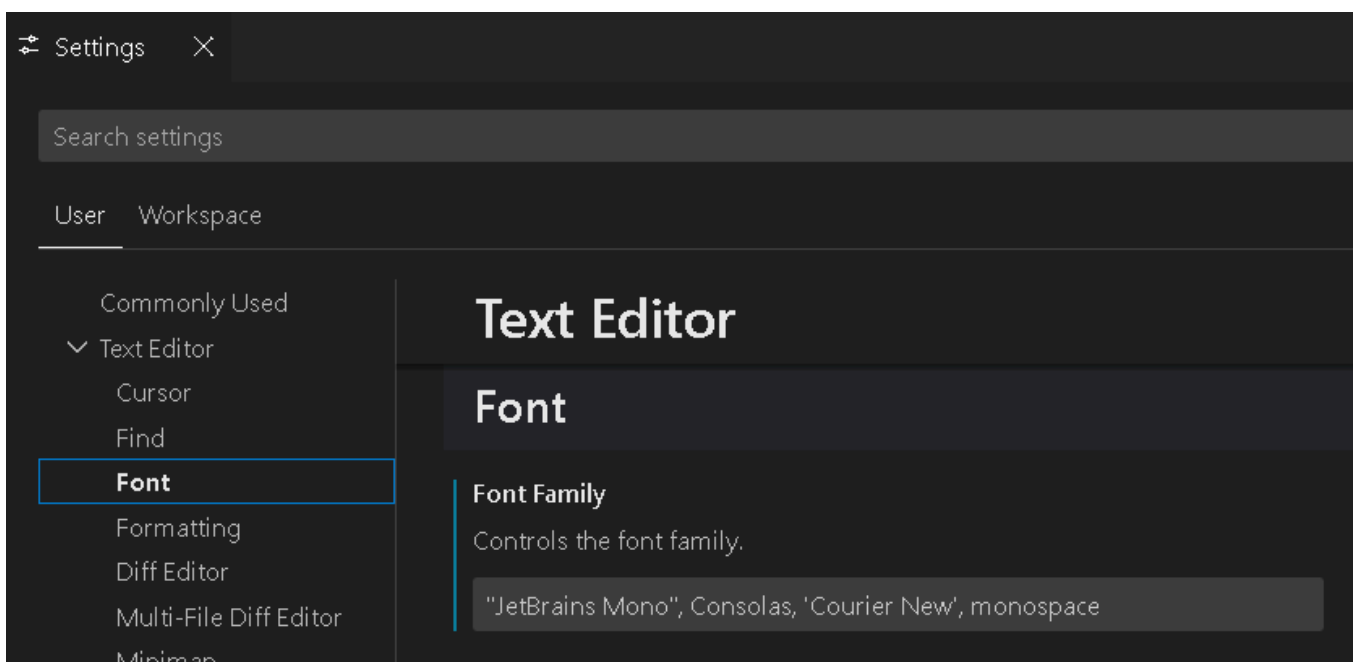 Settings
Search settings
User Workspace
Commonly Used
Text Editor
Cursor
Find
Font
Formatting
Diff Editor
Multi-File Diff Editor
Minimap
Text Editor
Font
Font Family
Controls the font family.
"JetBrains Mono", Consolas, 'Courier New', monospace